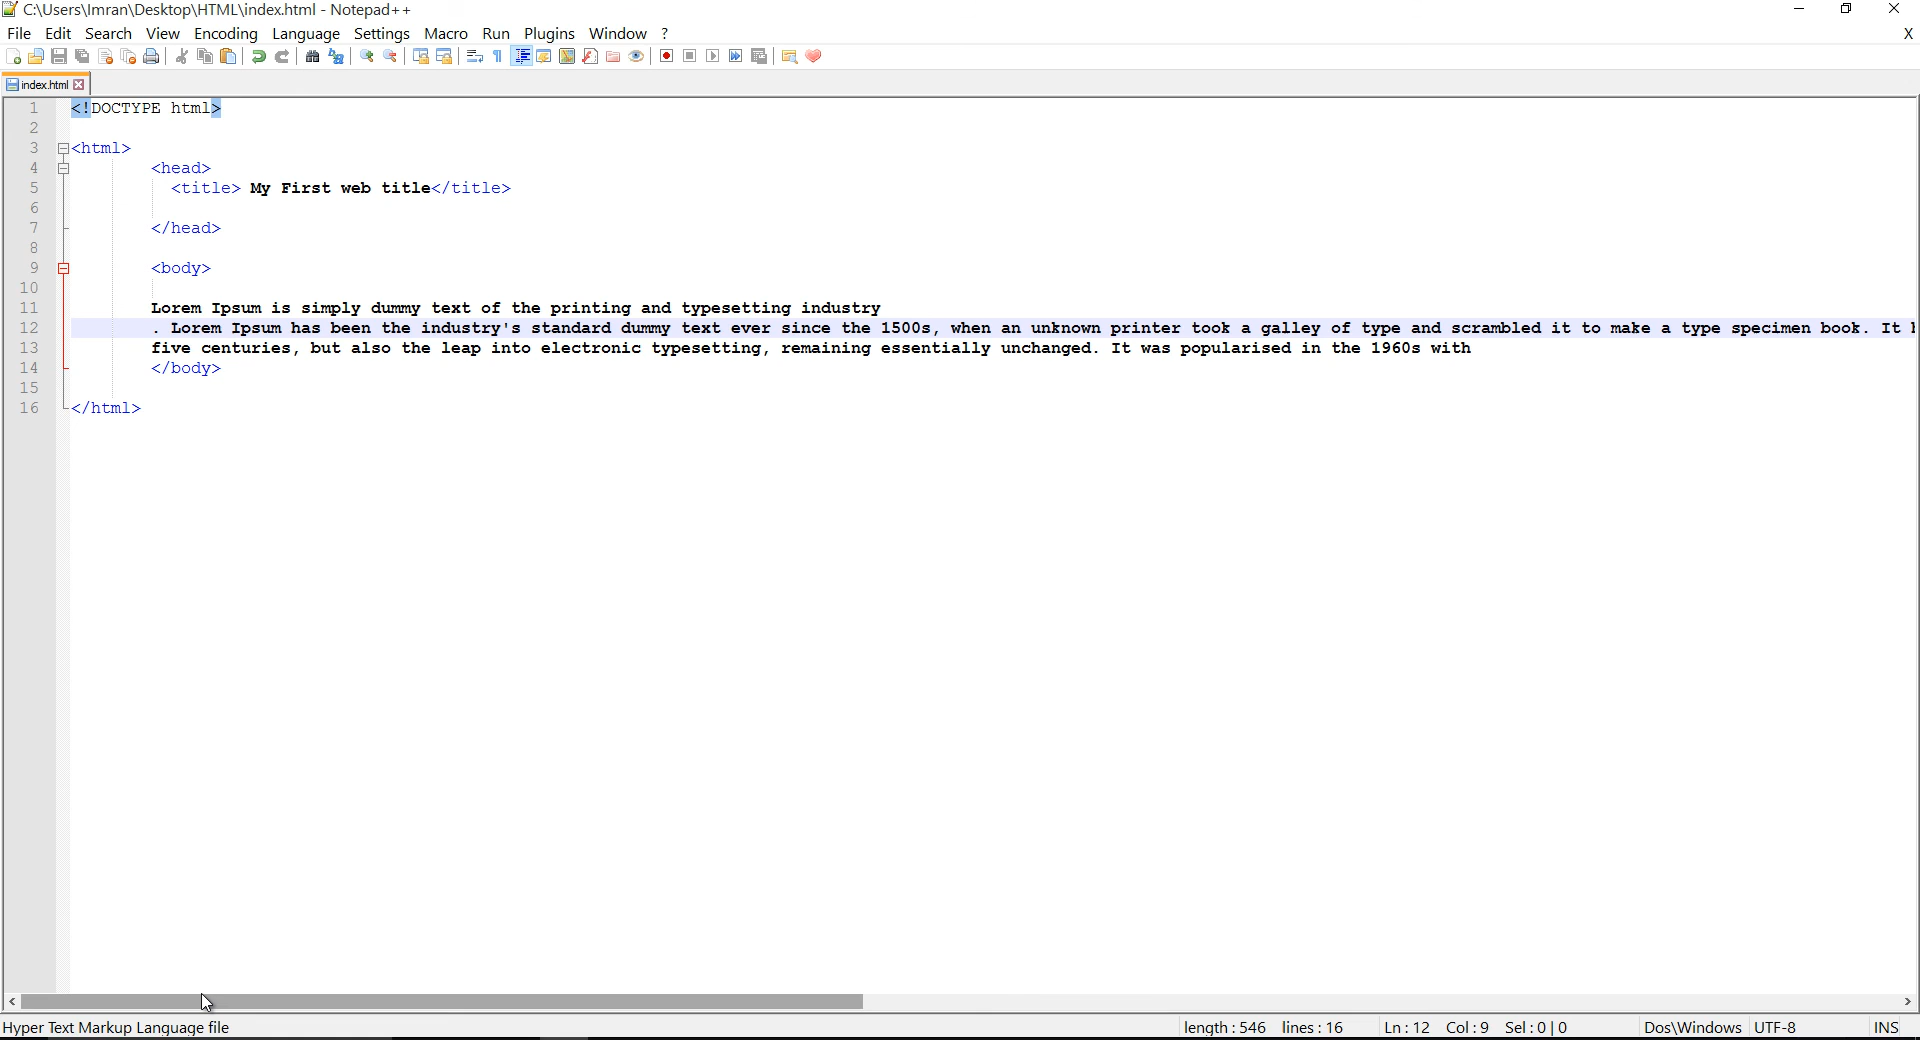 C:\Users\Imran\Desktop\HTML\index.html - Notepad++
File Edit Search View Encoding Language Settings Macro Run Plugins Window ? X
index.html
1 <!DOCTYPE html>
2
3 <html>
4 <head>
5 <title> My First web title</title>
6
7 </head>
8
9 <body>
10
11 Lorem Ipsum is simply dummy text of the printing and typesetting industry
12 . Lorem Ipsum has been the industry's standard dummy text ever since the 1500s, when an unknown printer took a galley of type and scrambled it to make a type specimen book. It
13 five centuries, but also the leap into electronic typesetting, remaining essentially unchanged. It was popularised in the 1960s with
14 </body>
15
16 </html>
Hyper Text Markup Language file length : 546 lines : 16 Ln : 12 Col : 9 Sel : 0 | 0 Dos\Windows UTF-8 INS